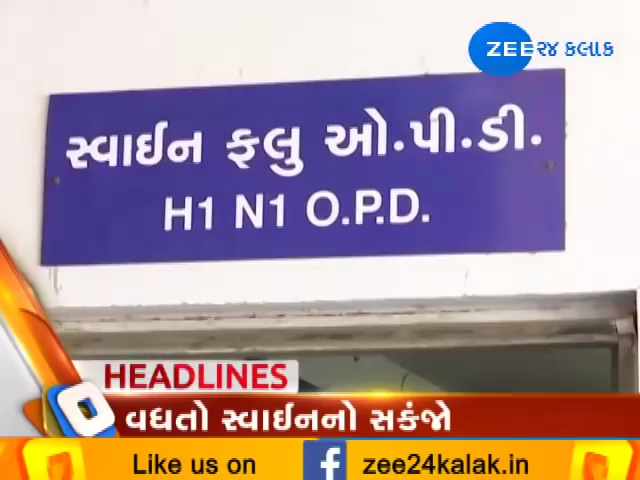 ZEE ૨૪ કલાક
સ્વાઈન ફલુ ઓ.પી.ડી.
H1 N1 O.P.D.
HEADLINES
વધતો સ્વાઈનનો સકંજો
Like us on f zee24kalak.in